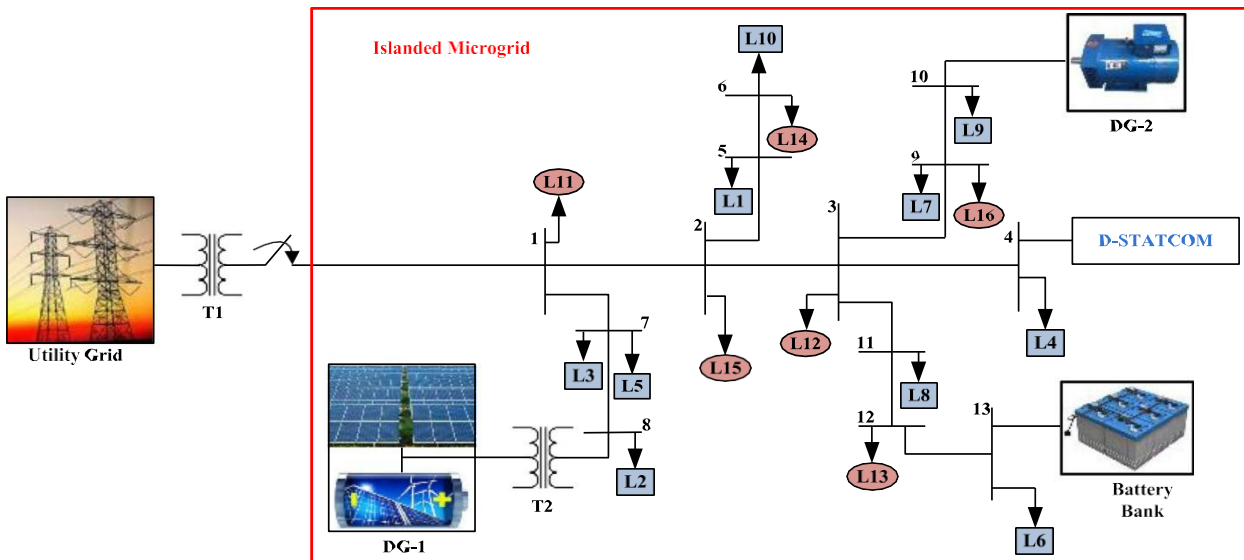 Islanded Microgrid
L10
6
10
L14
L9
DG-2
5
9
L11
L1
L7
L16
2
3
1
4
D-STATCOM
T1
L12
L4
Utility Grid
7
11
L15
L3
L5
L8
12
13
8
L13
L2
T2
Battery
Bank
DG-1
L6